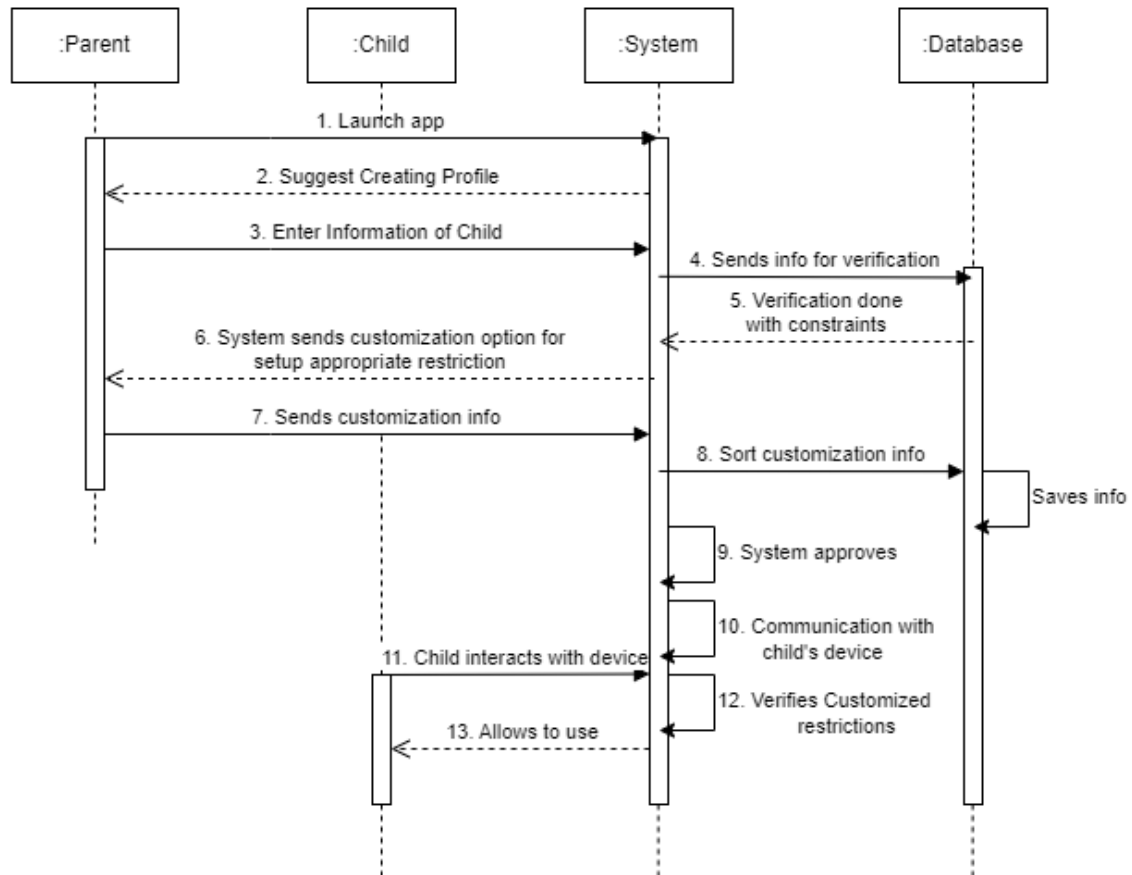 :Parent
:Child
:System
:Database
1. Launch app
2. Suggest Creating Profile
3. Enter Information of Child
4. Sends info for verification
5. Verification done
with constraints
6. System sends customization option for
setup appropriate restriction
7. Sends customization info
8. Sort customization info
Saves info
9. System approves
10. Communication with
child's device
11. Child interacts with device
12. Verifies Customized
restrictions
13. Allows to use